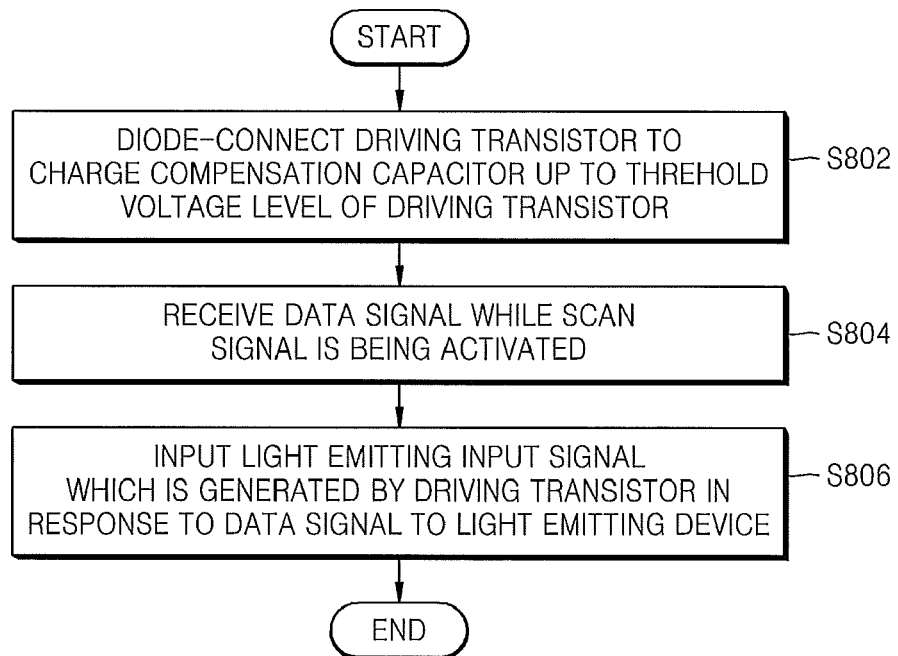 START
DIODE-CONNECT DRIVING TRANSISTOR TO
CHARGE COMPENSATION CAPACITOR UP TO THREHOLD
VOLTAGE LEVEL OF DRIVING TRANSISTOR
S802
RECEIVE DATA SIGNAL WHILE SCAN
SIGNAL IS BEING ACTIVATED
S804
INPUT LIGHT EMITTING INPUT SIGNAL
WHICH IS GENERATED BY DRIVING TRANSISTOR IN
RESPONSE TO DATA SIGNAL TO LIGHT EMITTING DEVICE
S806
END